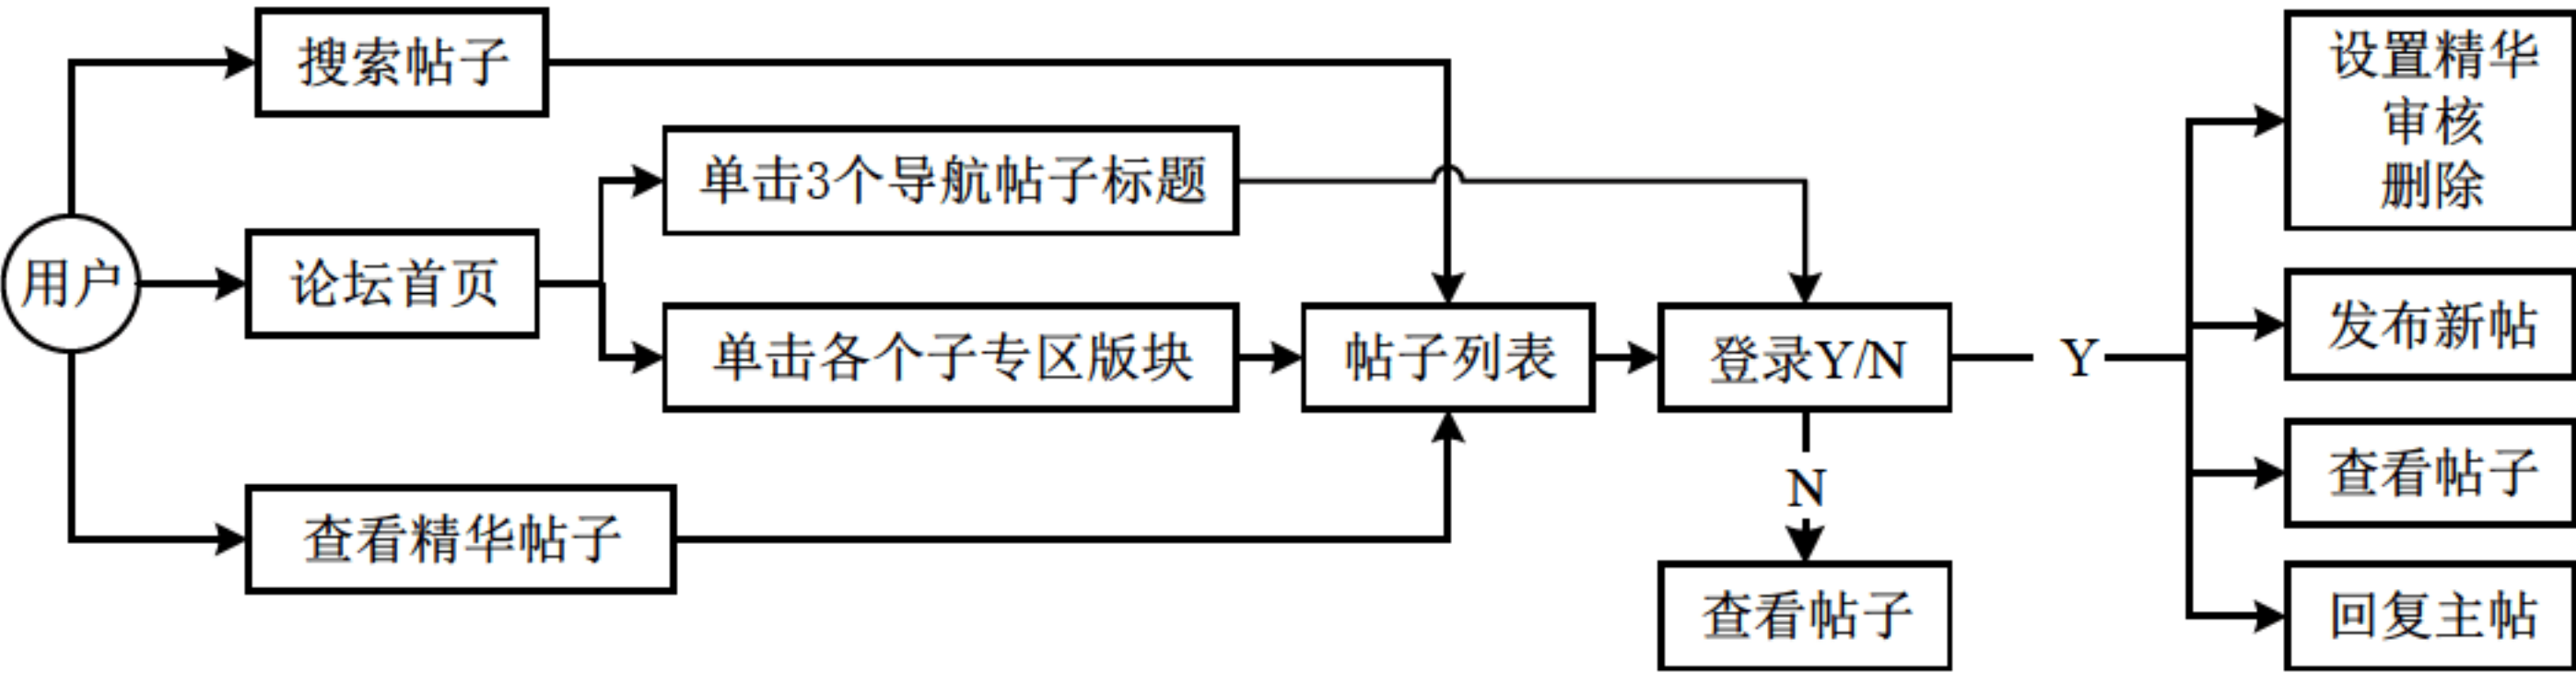 搜索帖子
单击3个导航帖子标题
用户
论坛首页
单击各个子专区版块
帖子列表
登录Y/N
Y
N
查看精华帖子
查看帖子
设置精华
审核
删除
发布新帖
查看帖子
回复主帖